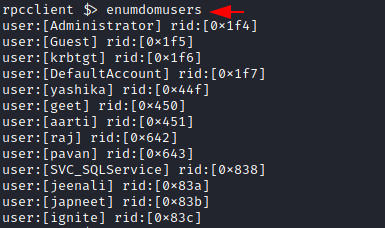 rpcclient $> enumdomusers
user:[Administrator] rid:[0×1f4]
user:[Guest] rid:[0×1f5]
user:[krbtgt] rid:[0×1f6]
user:[DefaultAccount] rid:[0×1f7]
user:[yashika] rid:[0×44f]
user:[geet] rid:[0×450]
user:[aarti] rid:[0×451]
user:[raj] rid:[0×642]
user:[pavan] rid:[0×643]
user:[SVC_SQLService] rid:[0×838]
user:[jeenali] rid:[0×83a]
user:[japneet] rid:[0×83b]
user:[ignite] rid:[0×83c]